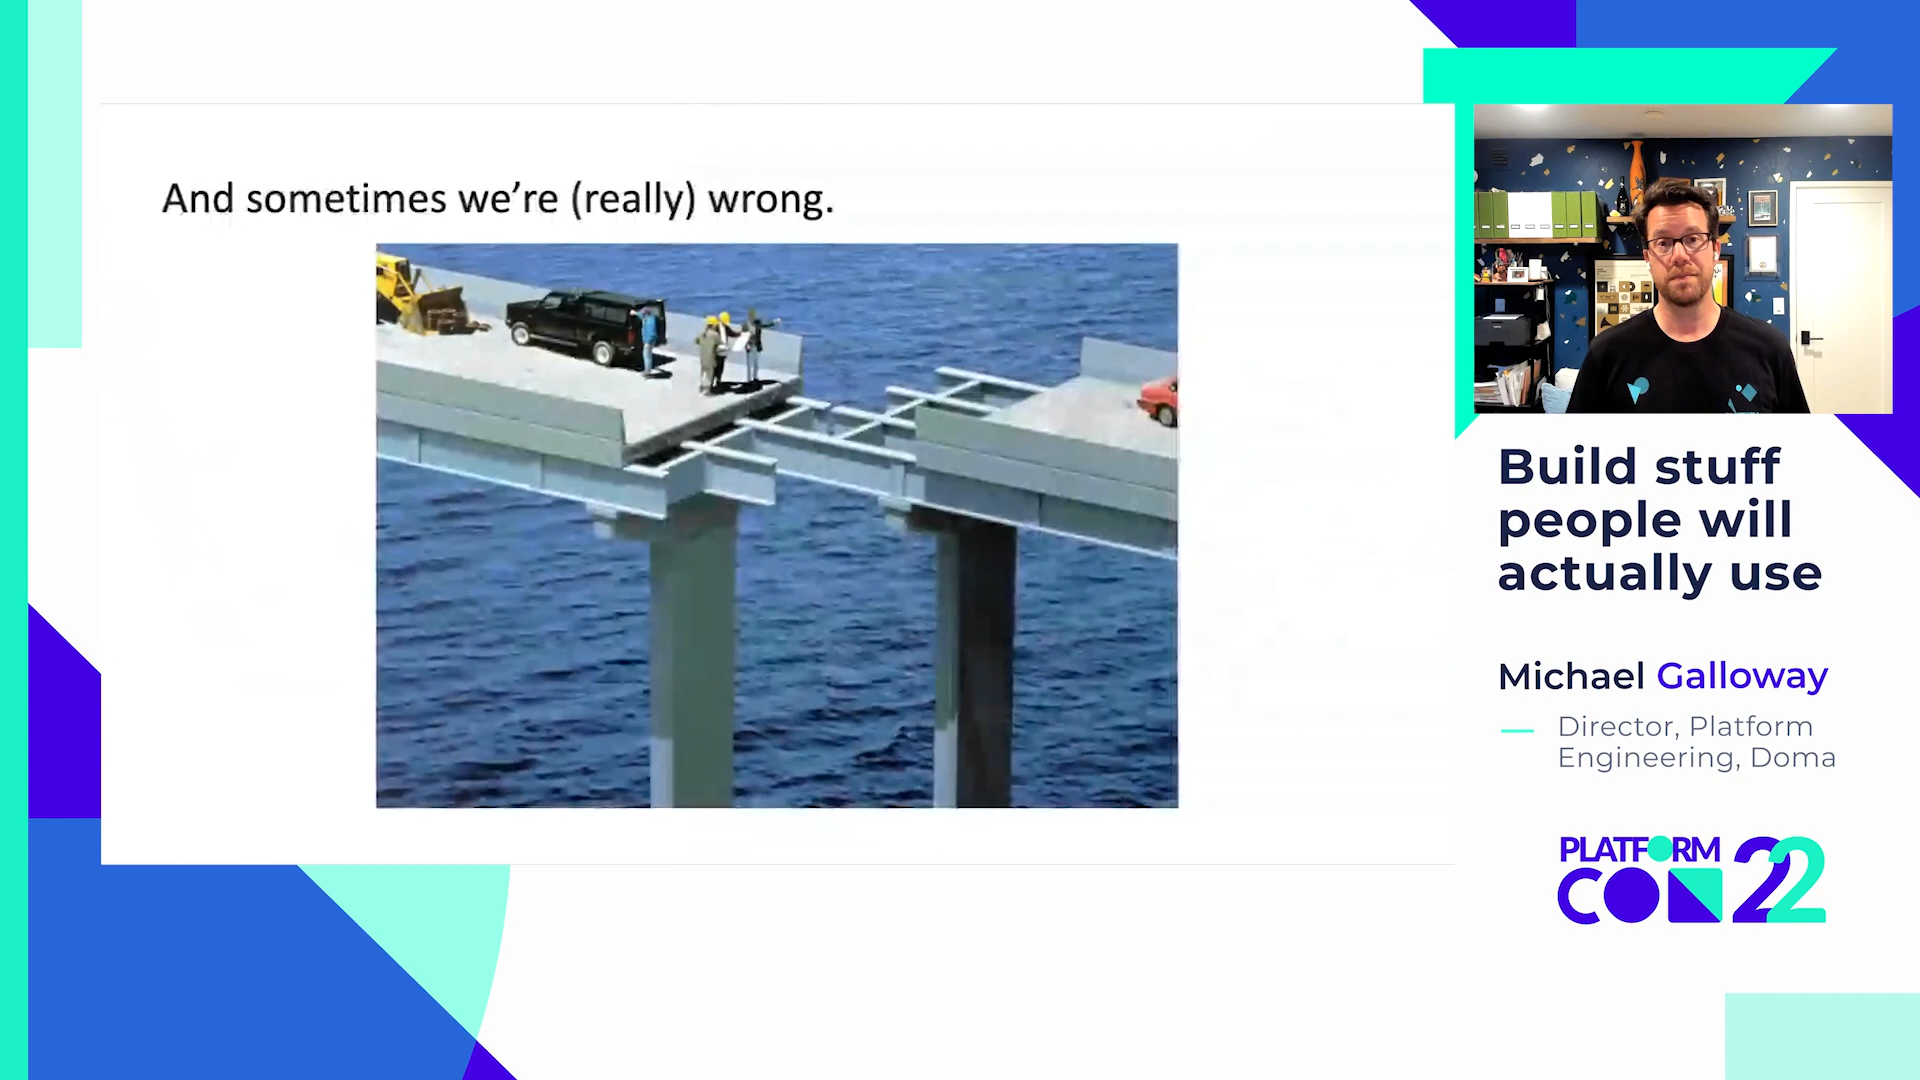 And sometimes we’re (really) wrong.
Build stuff
people will
actually use
Michael Galloway
Director, Platform
Engineering, Doma
PLATFORM
CON 22